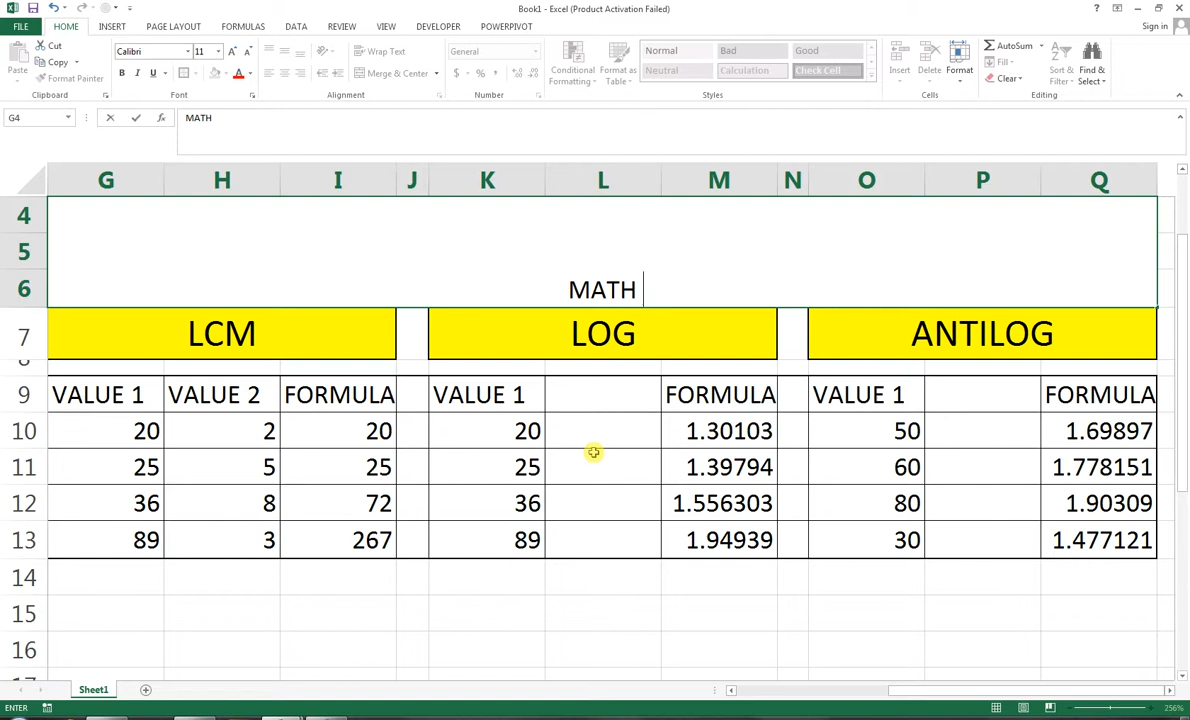 Book1 - Excel (Product Activation Failed)
FILE HOME INSERT PAGE LAYOUT FORMULAS DATA REVIEW VIEW DEVELOPER POWERPIVOT Sign in
Cut
Copy
Format Painter
Paste
Clipboard
Calibri 11
B I U
Font
Wrap Text
Merge & Center
Alignment
General
$ % ,
Number
Conditional Formatting
Format as Table
Normal Bad Good
Neutral Calculation Check Cell
Styles
Insert Delete Format
Cells
AutoSum
Fill
Clear
Sort & Filter
Find & Select
Editing
G4 fx MATH
G H I J K L M N O P Q
4
5
6 MATH
7 LCM LOG ANTILOG
8
9 VALUE 1 VALUE 2 FORMULA VALUE 1 FORMULA VALUE 1 FORMULA
10 20 2 20 20 1.30103 50 1.69897
11 25 5 25 25 1.39794 60 1.778151
12 36 8 72 36 1.556303 80 1.90309
13 89 3 267 89 1.94939 30 1.477121
14
15
16
17
Sheet1
ENTER 256%